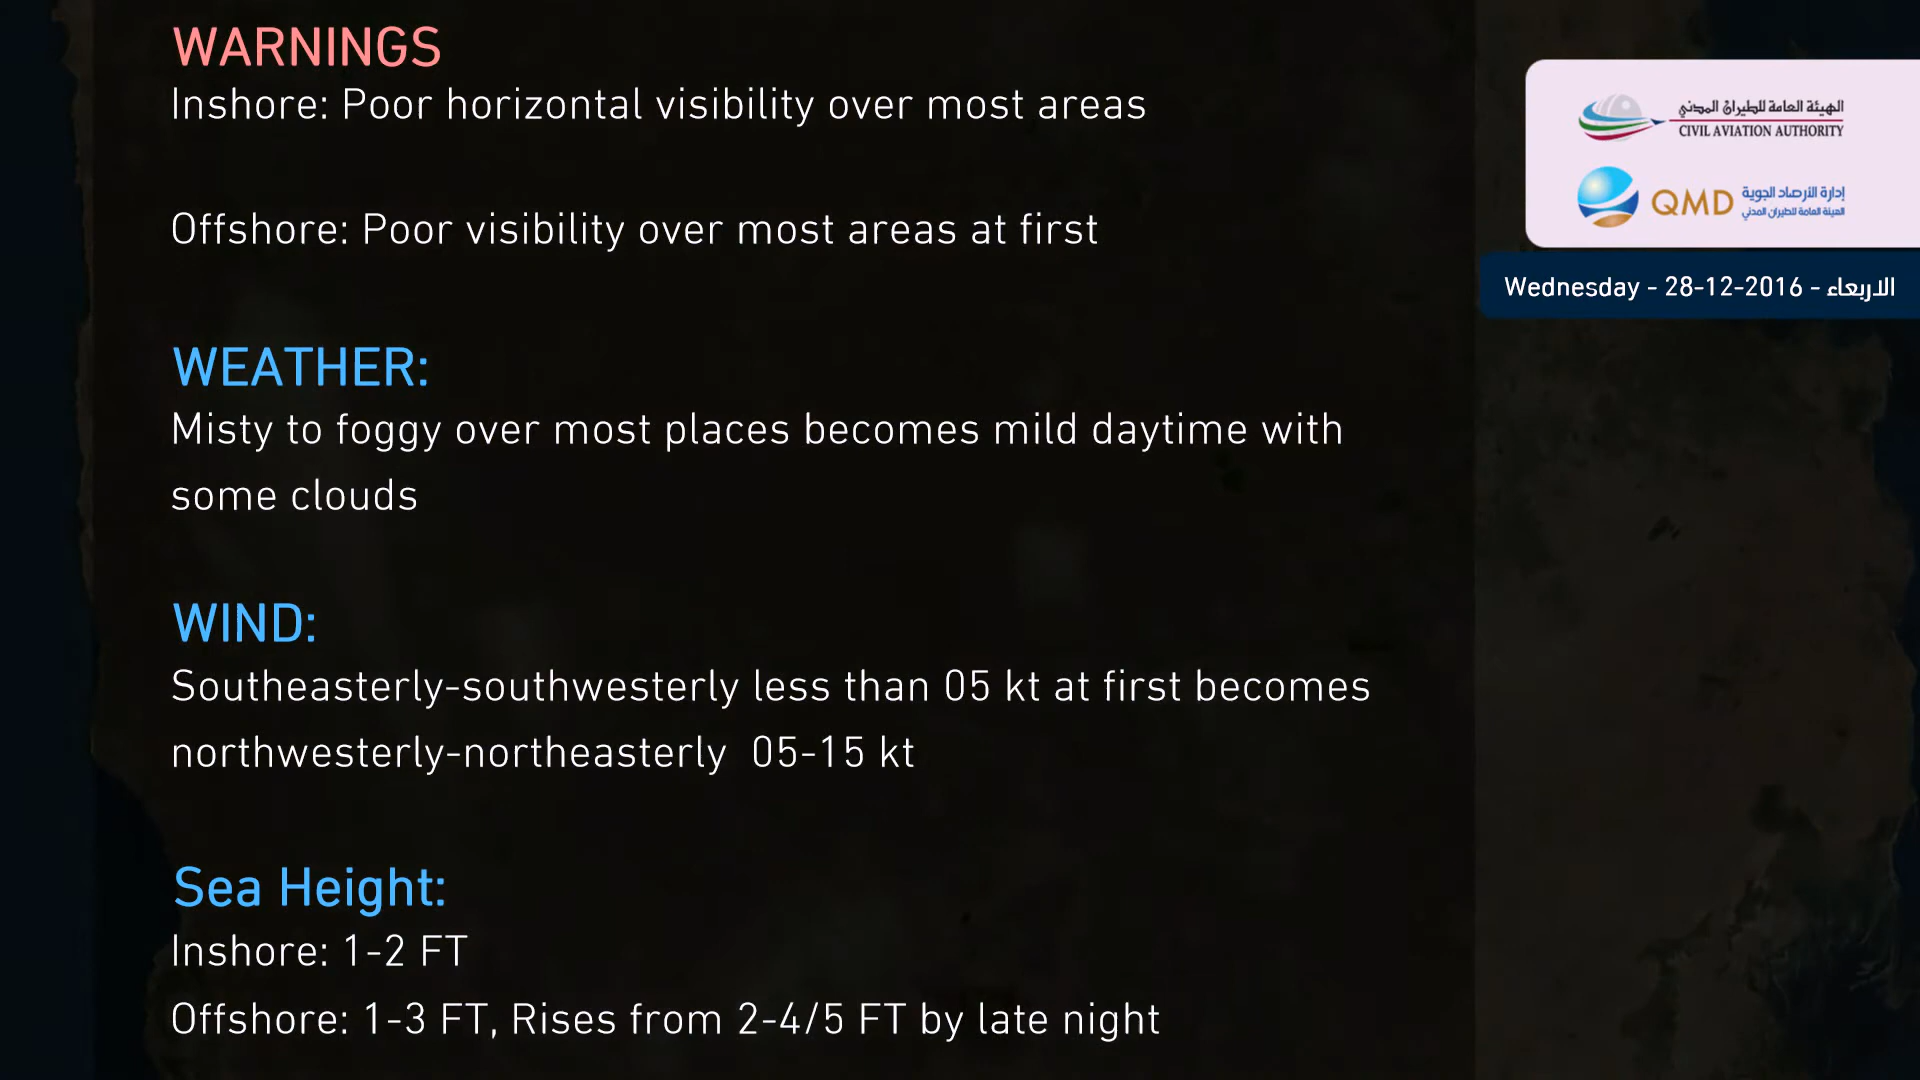 WARNINGS
Inshore: Poor horizontal visibility over most areas
Offshore: Poor visibility over most areas at first
WEATHER:
Misty to foggy over most places becomes mild daytime with
some clouds
WIND:
Southeasterly-southwesterly less than 05 kt at first becomes
northwesterly-northeasterly 05-15 kt
Sea Height:
Inshore: 1-2 FT
Offshore: 1-3 FT, Rises from 2-4/5 FT by late night
الهيئة العامة للطيران المدني
CIVIL AVIATION AUTHORITY
QMD
إدارة الأرصاد الجوية
الهيئة العامة للطيران المدني
Wednesday - 28-12-2016 - الاربعاء